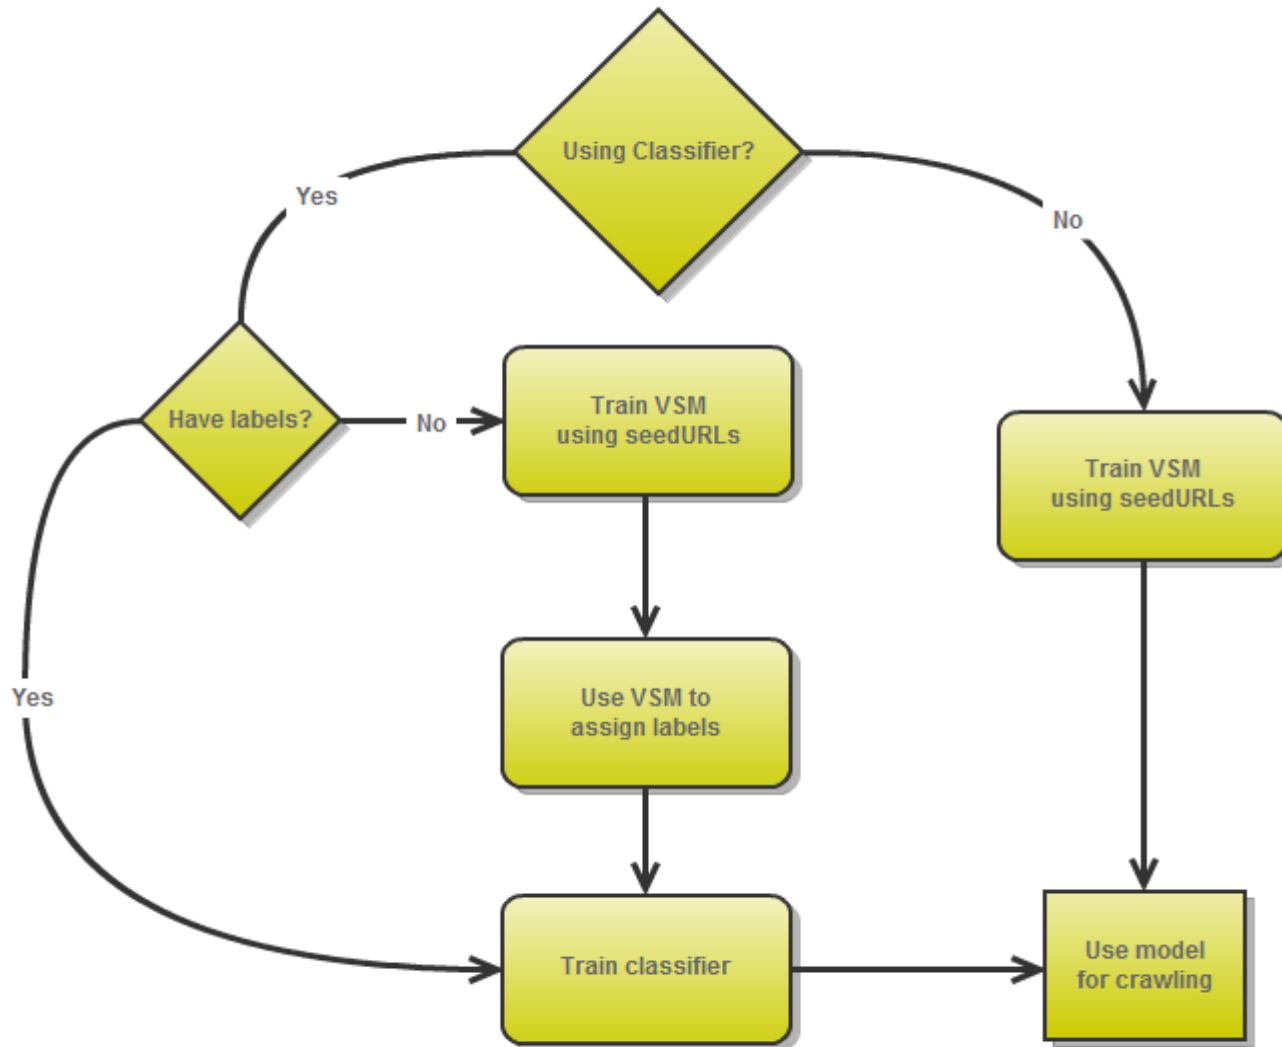 Using Classifier?
Yes
No
Have labels?
No
Train VSM
using seedURLs
Train VSM
using seedURLs
Yes
Use VSM to
assign labels
Train classifier
Use model
for crawling